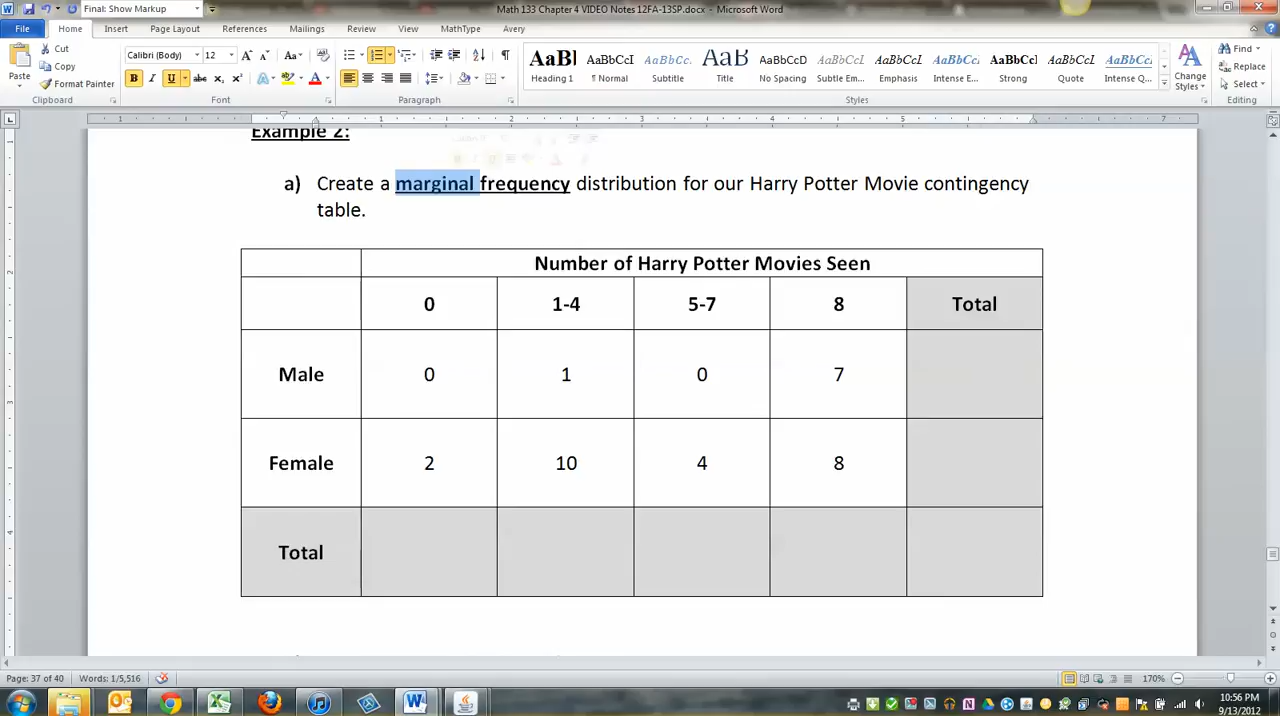 Final: Show Markup
Math 133 Chapter 4 VIDEO Notes 12FA-13SP.docx - Microsoft Word
File Home Insert Page Layout References Mailings Review View MathType Avery
Paste
Cut
Copy
Format Painter
Clipboard
Calibri (Body) 12
Font
Paragraph
AaBl AaBbCcI AaBbCc. AaB AaBbCcD AaBbCcI AaBbCcI AaBbCcI AaBbCcI AaBbCcI AaBbCcI
Heading 1 ¶ Normal Subtitle Title No Spacing Subtle Em... Emphasis Intense E... Strong Quote Intense Q...
Change Styles
Styles
Find
Replace
Select
Editing
Example 2:
a) Create a marginal frequency distribution for our Harry Potter Movie contingency
table.
Number of Harry Potter Movies Seen
0 1-4 5-7 8 Total
Male 0 1 0 7
Female 2 10 4 8
Total
Page: 37 of 40 Words: 1/5,516 170%
10:56 PM
9/13/2012